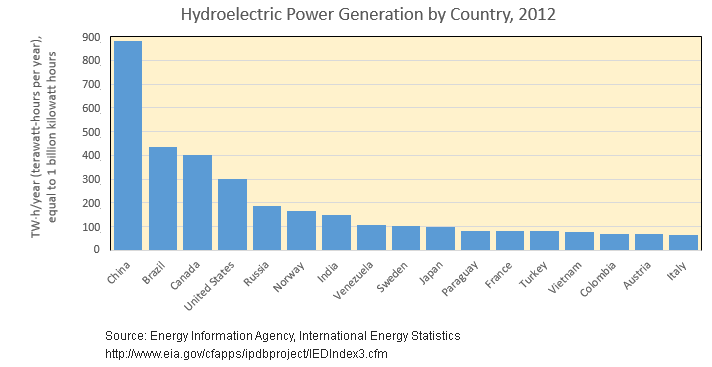 Hydroelectric Power Generation by Country, 2012
TW·h/year (terawatt-hours per year),
equal to 1 billion kilowatt hours
900
800
700
600
500
400
300
200
100
0
China
Brazil
Canada
United States
Russia
Norway
India
Venezuela
Sweden
Japan
Paraguay
France
Turkey
Vietnam
Colombia
Austria
Italy
Source: Energy Information Agency, International Energy Statistics
http://www.eia.gov/cfapps/ipdbproject/IEDIndex3.cfm